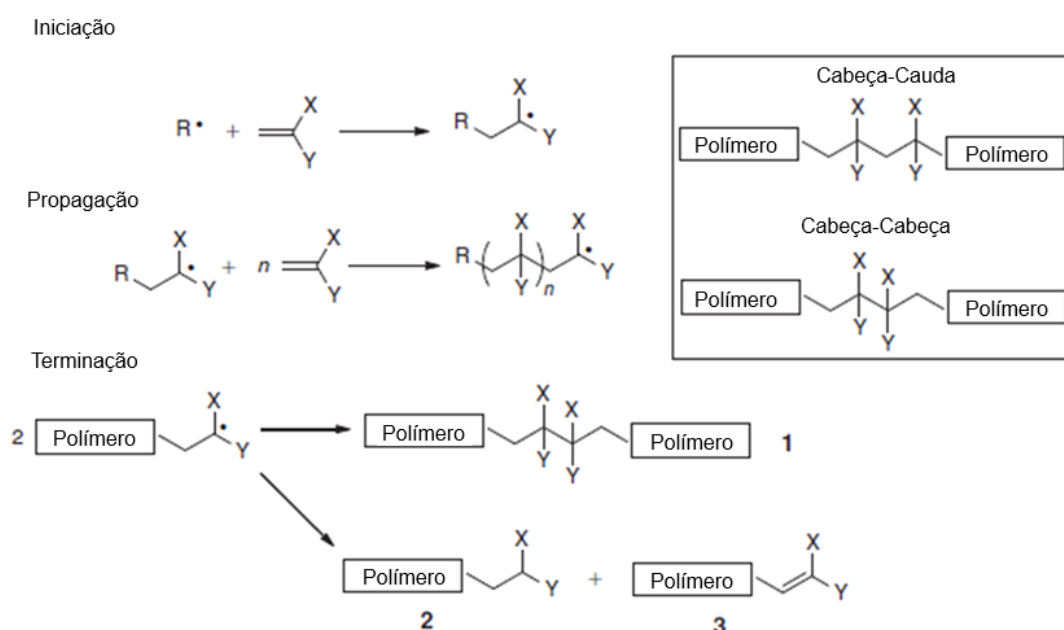 Iniciação
R• + X Y R X • Y
Propagação
R X • Y + n X Y R ( X Y ) n X • Y
Terminação
2 Polímero X • Y Polímero X X Y Y Polímero 1
Polímero X Y + Polímero X Y
2 3
Cabeça-Cauda
Polímero X X Y Y Polímero
Cabeça-Cabeça
Polímero X X Y Y Polímero